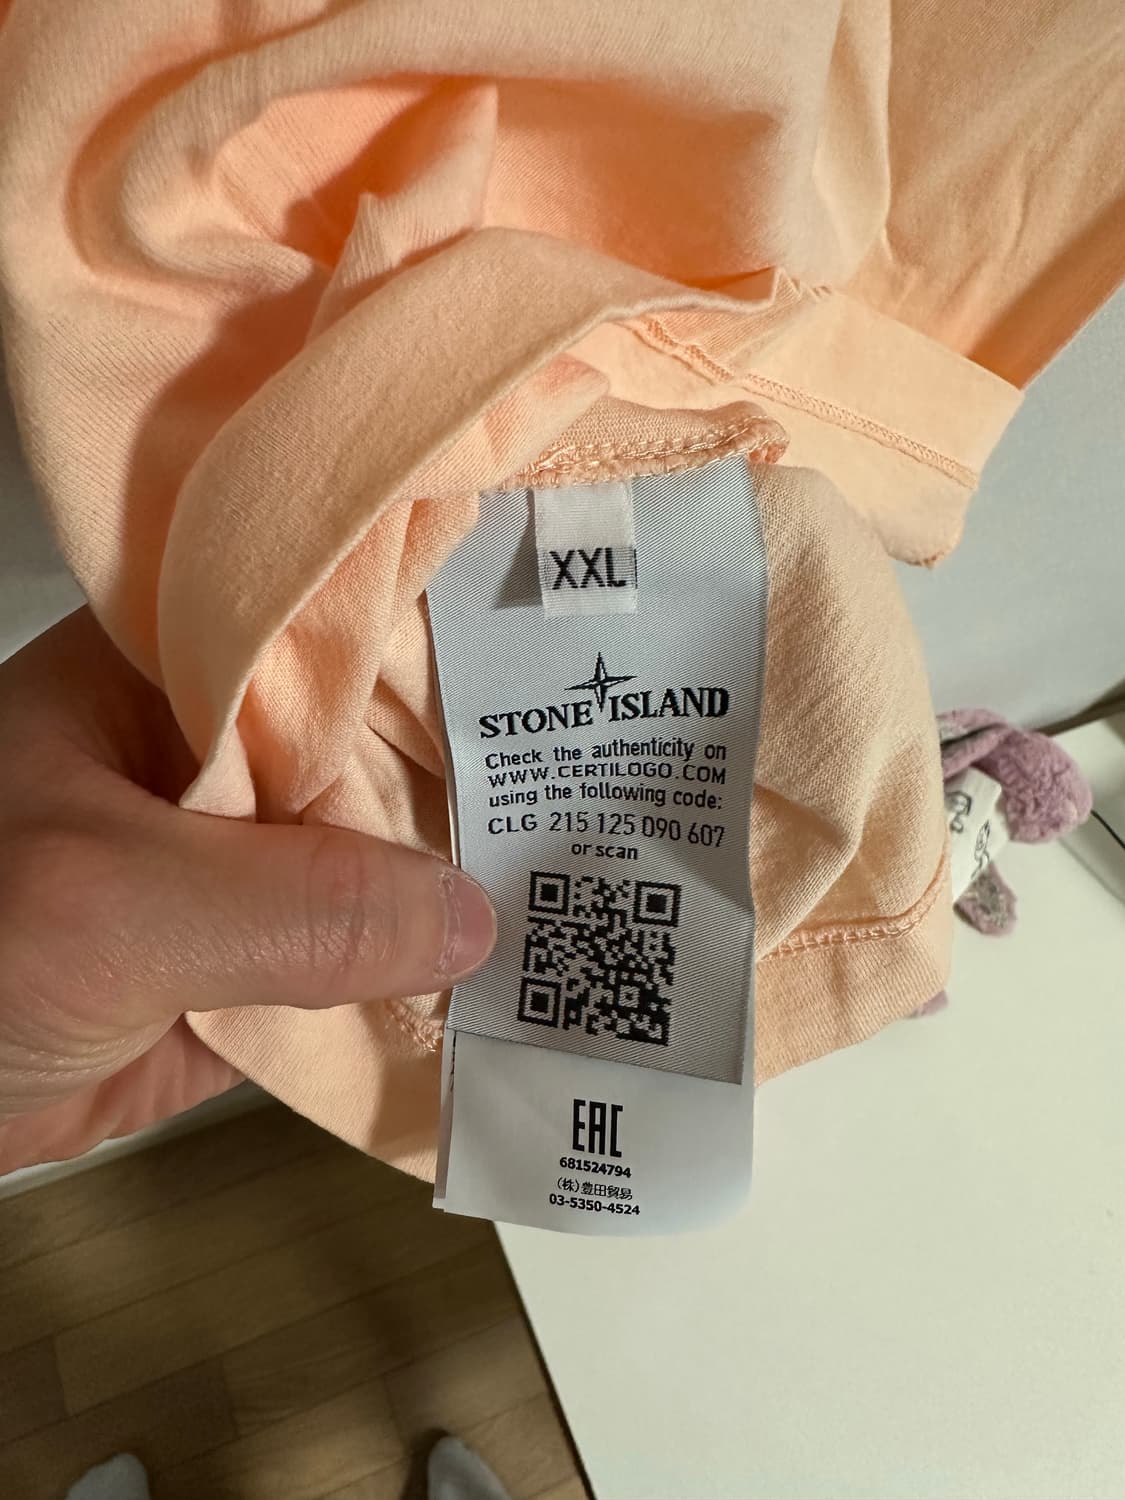 XXL
STONE ISLAND
Check the authenticity on
WWW.CERTILOGO.COM
using the following code:
CLG 215 125 090 607
or scan
EAC
681524794
(株)豊田貿易
03-5350-4524